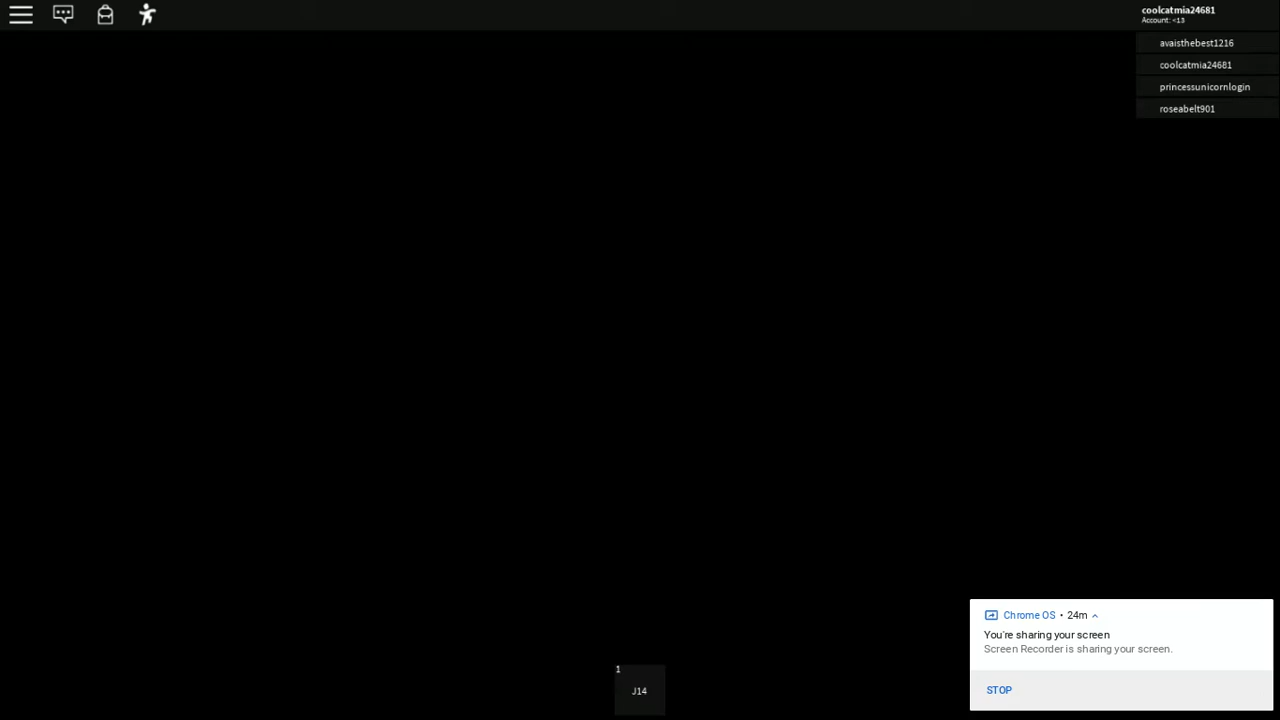 coolcatmia24681
Account: <13
avaisthebest1216
coolcatmia24681
princessunicornlogin
roseabelt901
Chrome OS • 24m
You're sharing your screen
Screen Recorder is sharing your screen.
STOP
1
J14